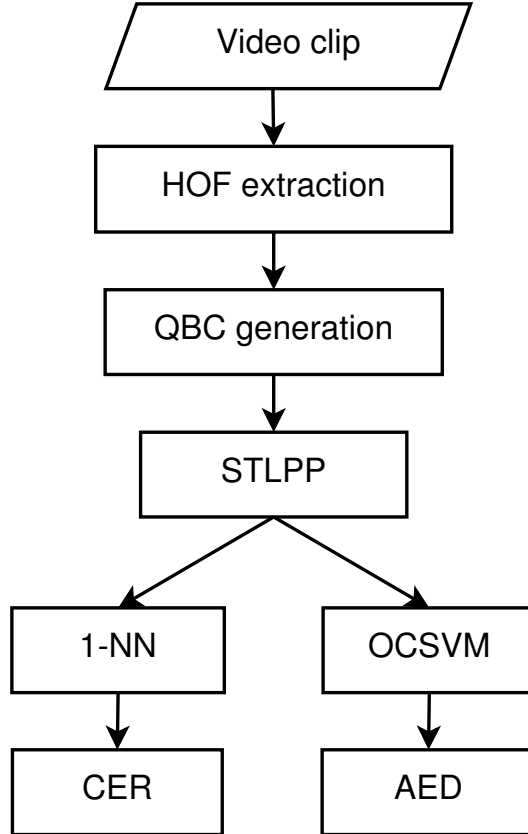 Video clip
HOF extraction
QBC generation
STLPP
1-NN
OCSVM
CER
AED